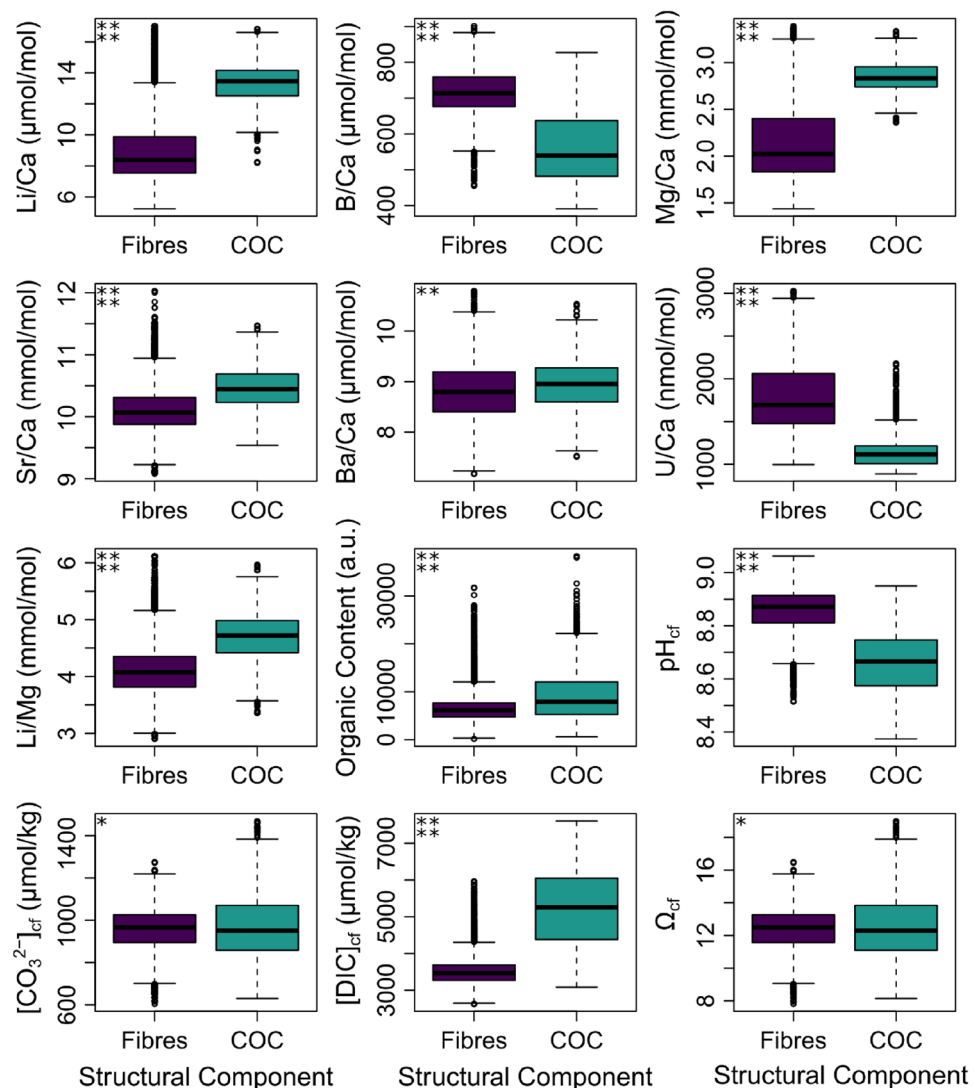 Li/Ca (μmol/mol)
6
10
14
**
**
Fibres
COC
B/Ca (μmol/mol)
400
600
800
**
**
Fibres
COC
Mg/Ca (mmol/mol)
1.5
2.0
2.5
3.0
**
**
Fibres
COC
Sr/Ca (mmol/mol)
9
10
11
12
**
**
Fibres
COC
Ba/Ca (μmol/mol)
8
9
10
**
Fibres
COC
U/Ca (nmol/mol)
1000
2000
3000
**
**
Fibres
COC
Li/Mg (mmol/mol)
3
4
5
6
**
**
Fibres
COC
Organic Content (a.u.)
0
10000
30000
**
**
Fibres
COC
pHcf
8.4
8.6
8.8
9.0
**
**
Fibres
COC
[CO₃²⁻]cf (μmol/kg)
600
1000
1400
*
Fibres
COC
Structural Component
[DIC]cf (μmol/kg)
3000
5000
7000
**
**
Fibres
COC
Structural Component
Ωcf
8
12
16
*
Fibres
COC
Structural Component